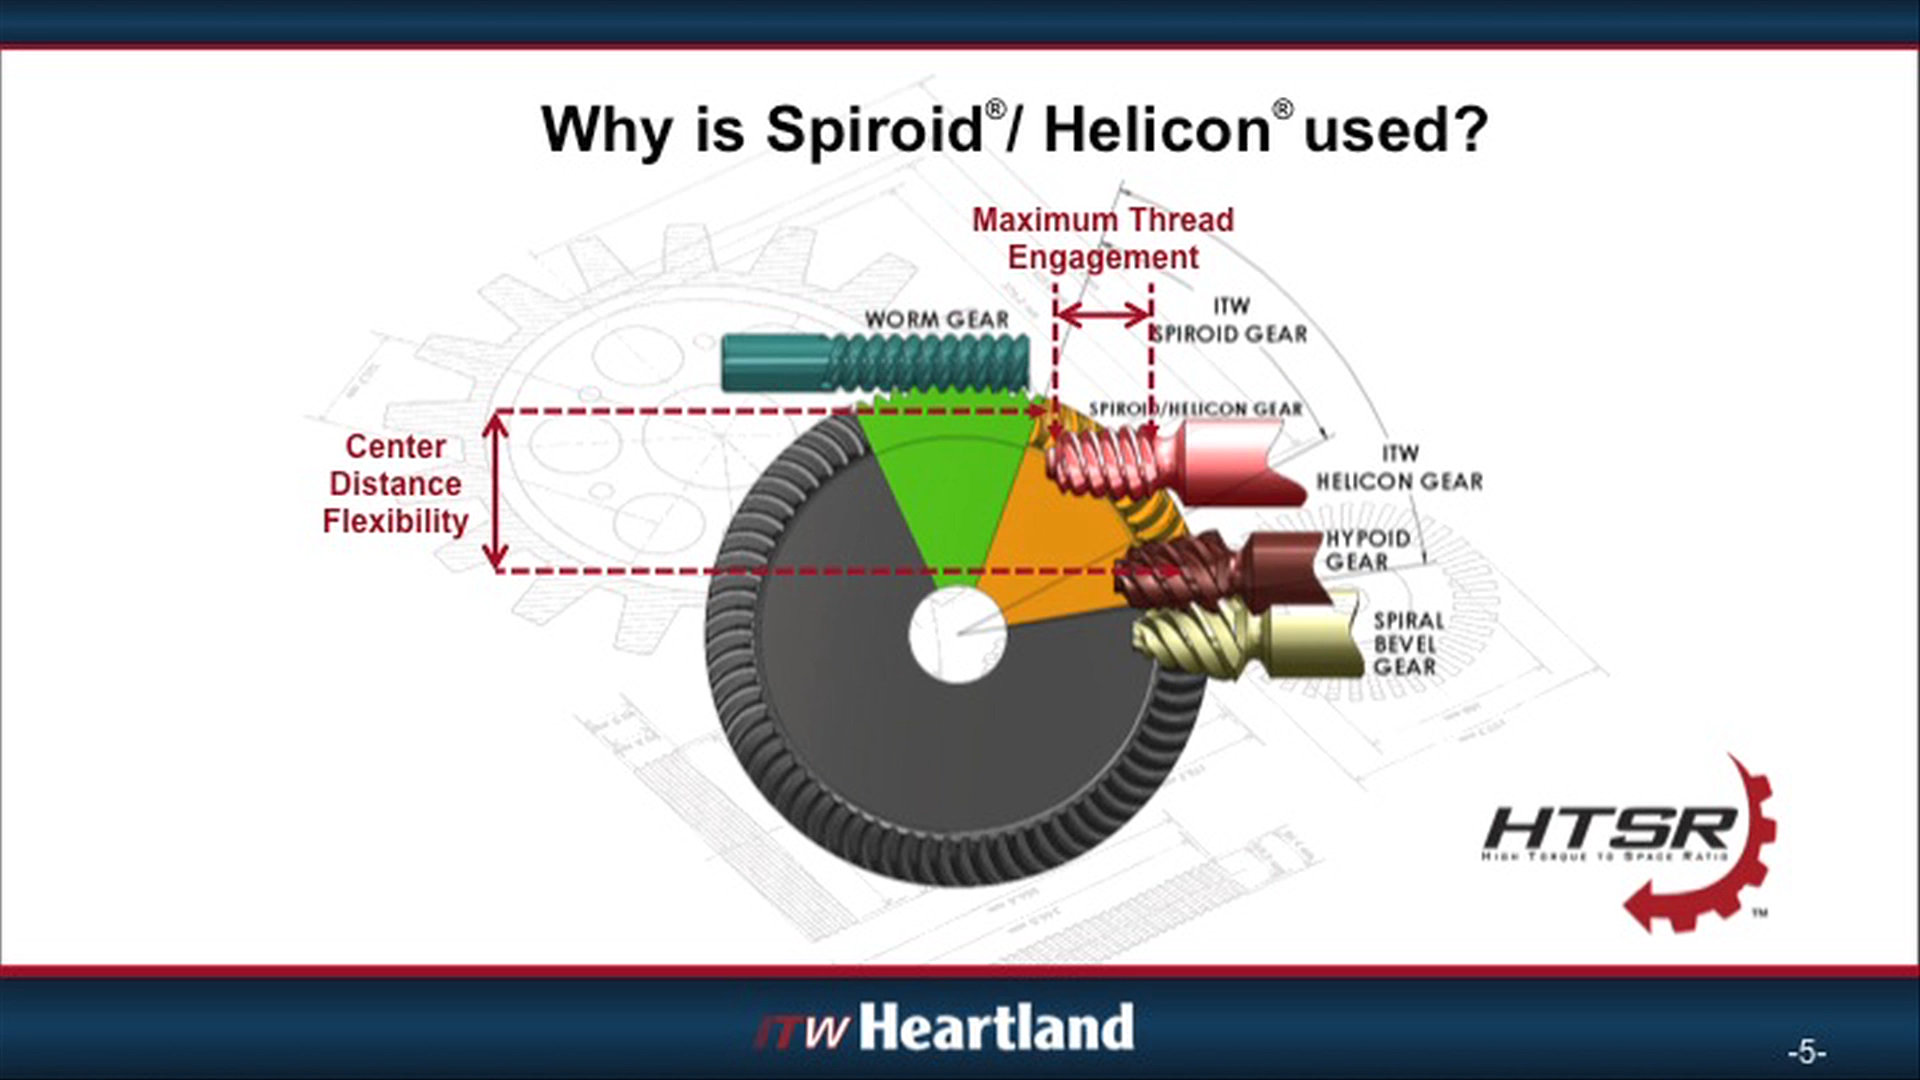 Why is Spiroid®/ Helicon® used?
Maximum Thread
Engagement
WORM GEAR
ITW
SPIROID GEAR
SPIROID/HELICON GEAR
Center
Distance
Flexibility
ITW
HELICON GEAR
HYPOID
GEAR
SPIRAL
BEVEL
GEAR
HTSR
HIGH TORQUE TO SPACE RATIO
TM
ITW Heartland
-5-